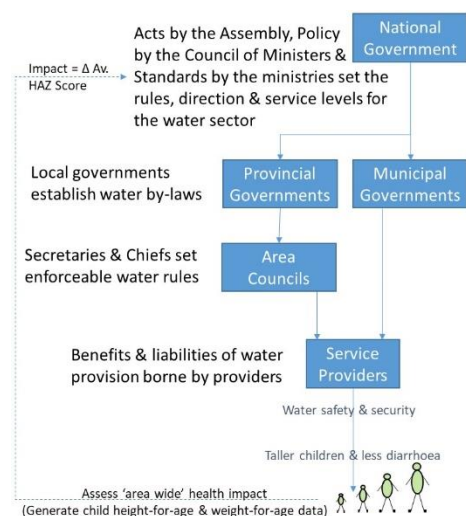 National
Government
Acts by the Assembly, Policy
by the Council of Ministers &
Standards by the ministries set the
rules, direction & service levels for
the water sector
Impact = Δ Av.
HAZ Score
Local governments
establish water by-laws
Provincial
Governments
Municipal
Governments
Secretaries & Chiefs set
enforceable water rules
Area
Councils
Benefits & liabilities of water
provision borne by providers
Service
Providers
Water safety & security
Taller children & less diarrhoea
Assess ‘area wide’ health impact
(Generate child height-for-age & weight-for-age data)